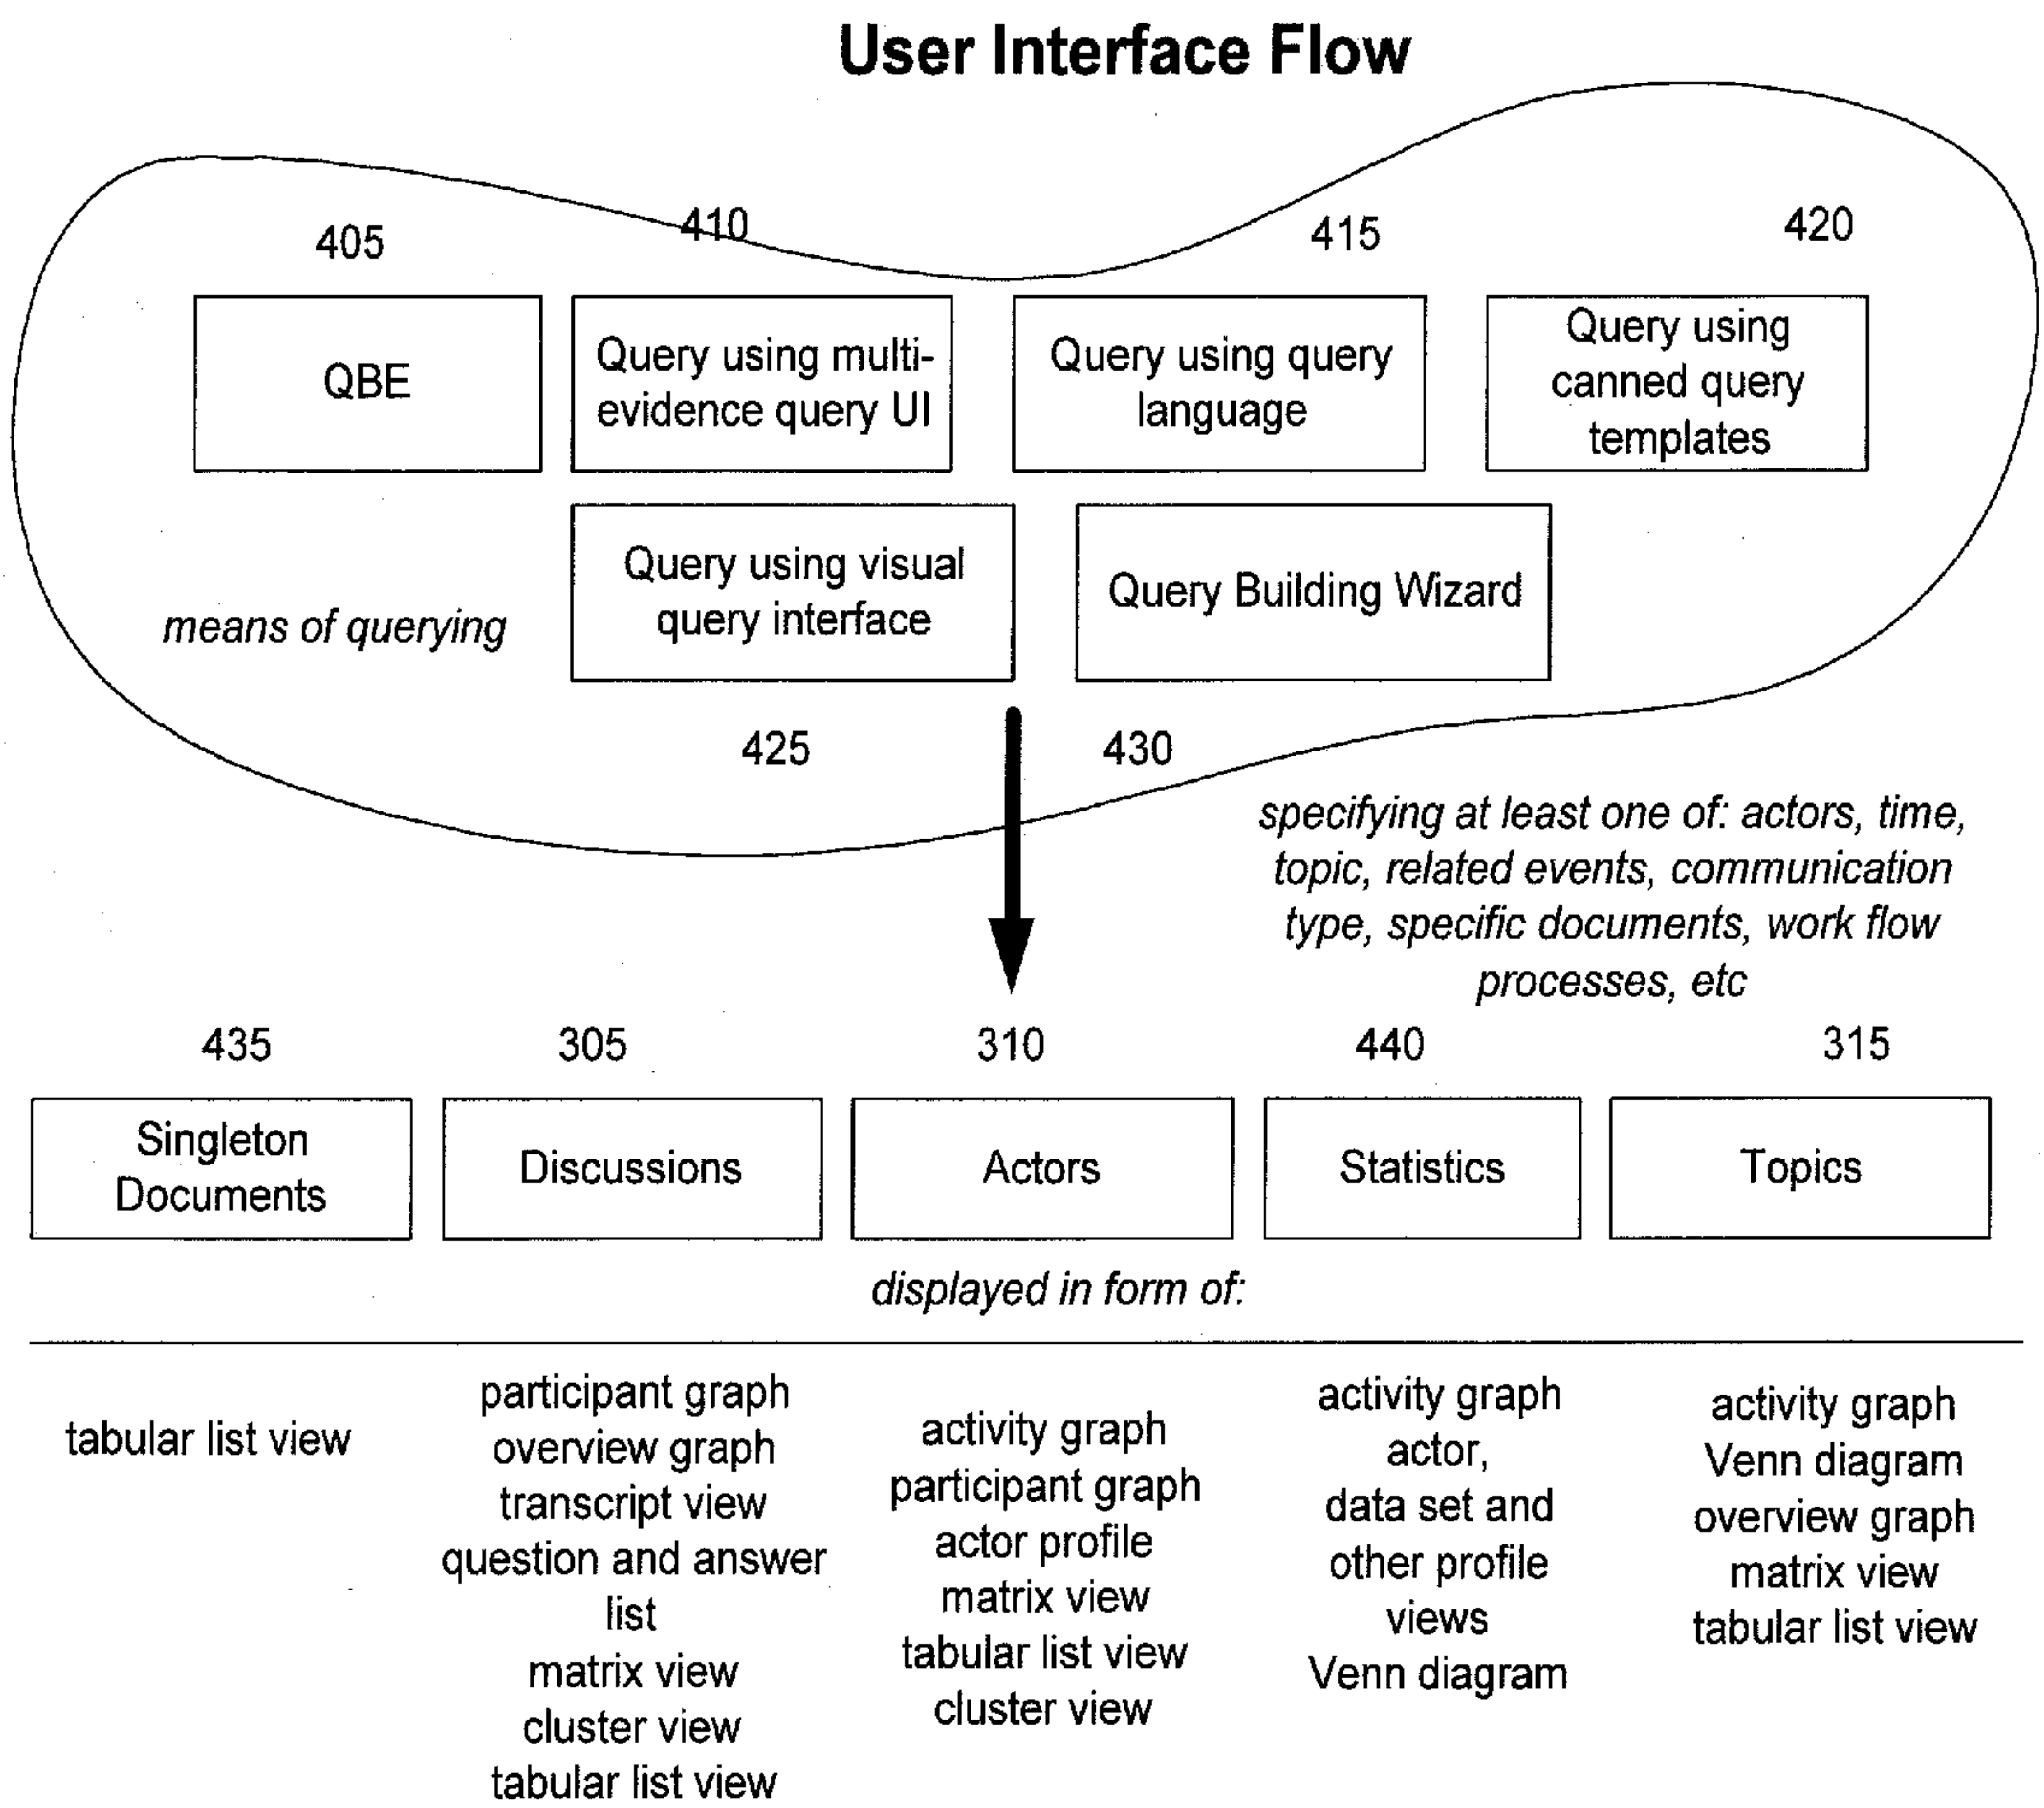 User Interface Flow
405
410
415
420
QBE
Query using multi-
evidence query UI
Query using query
language
Query using
canned query
templates
means of querying
Query using visual
query interface
Query Building Wizard
425
430
specifying at least one of: actors, time,
topic, related events, communication
type, specific documents, work flow
processes, etc
435
305
310
440
315
Singleton
Documents
Discussions
Actors
Statistics
Topics
displayed in form of:
tabular list view
participant graph
overview graph
transcript view
question and answer
list
matrix view
cluster view
tabular list view
activity graph
participant graph
actor profile
matrix view
tabular list view
cluster view
activity graph
actor,
data set and
other profile
views
Venn diagram
activity graph
Venn diagram
overview graph
matrix view
tabular list view